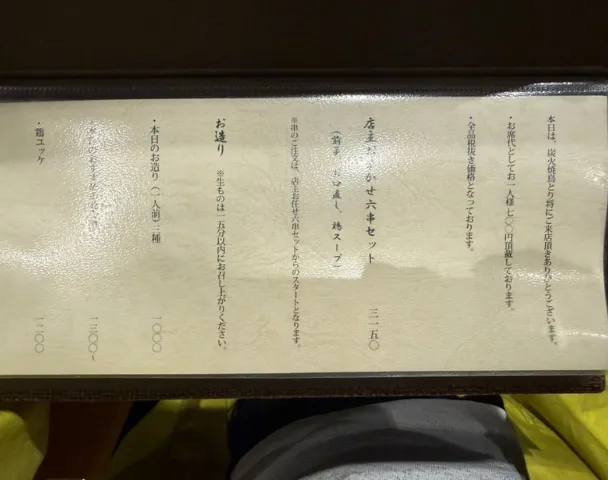 本日は、炭火焼鳥とり将にご来店頂きありがとうございます。
・お席代としてお一人様七〇〇円頂戴しております。
・全品税抜き価格となっております。
店主おまかせ六串セット 三一五〇
（前菜、お口直し、鶏スープ）
※串のご注文は、店主お任せ六串セットからのスタートとなります。
お造り ※生ものは一五分以内にお召し上がりください。
・本日のお造り（一人前）三種 一〇〇〇
一三〇〇～
・鶏ユッケ 一二〇〇